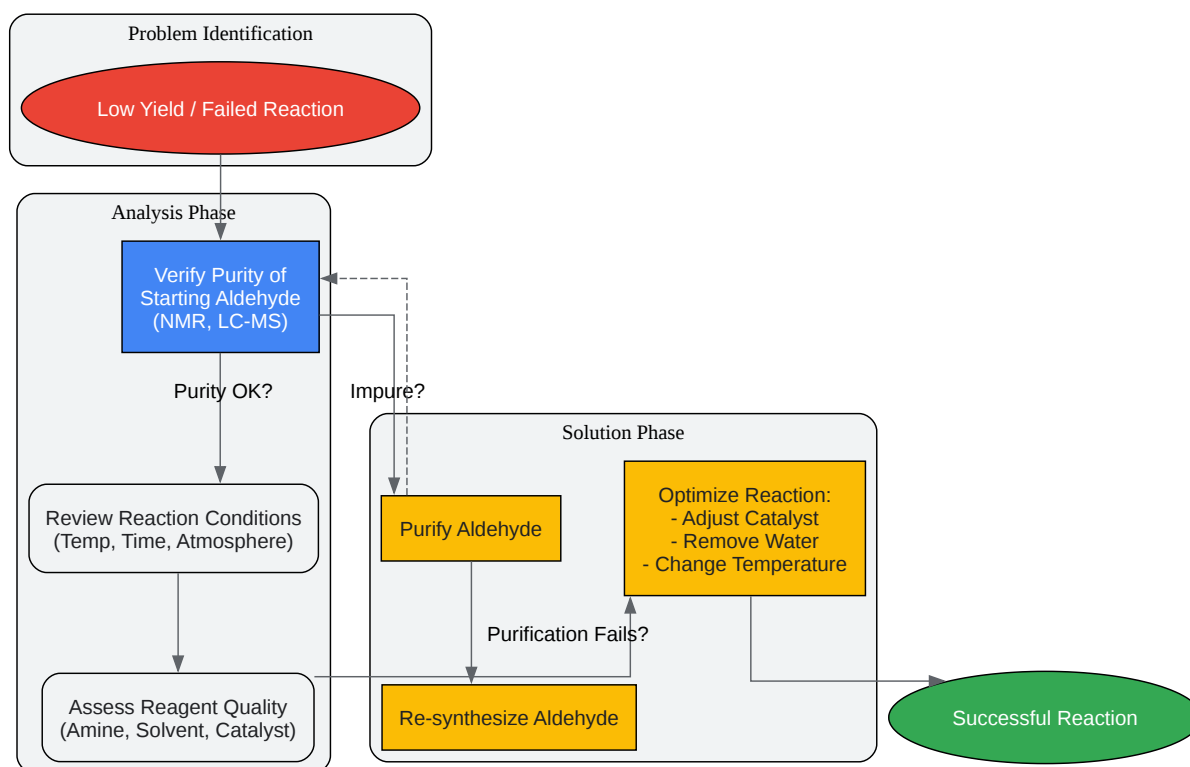 Problem Identification
Low Yield / Failed Reaction
Analysis Phase
Verify Purity of
Starting Aldehyde
(NMR, LC-MS)
Purity OK?
Impure?
Solution Phase
Review Reaction Conditions
(Temp, Time, Atmosphere)
Purify Aldehyde
Optimize Reaction:
- Adjust Catalyst
- Remove Water
- Change Temperature
Purification Fails?
Assess Reagent Quality
(Amine, Solvent, Catalyst)
Re-synthesize Aldehyde
Successful Reaction